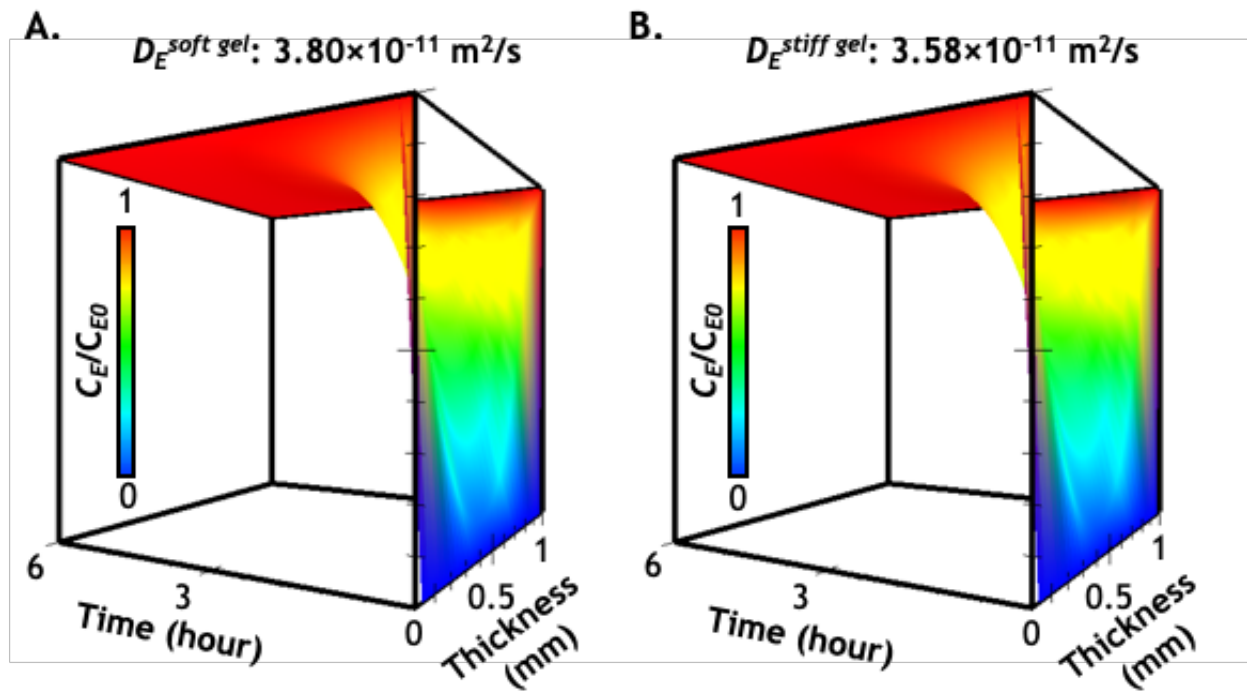 A.
D_E^soft gel: 3.80×10⁻¹¹ m²/s
1
C_E/C_E0
0
6
3
Time (hour)
0
0.5
1
Thickness
(mm)
B.
D_E^stiff gel: 3.58×10⁻¹¹ m²/s
1
C_E/C_E0
0
6
3
Time (hour)
0
0.5
1
Thickness
(mm)